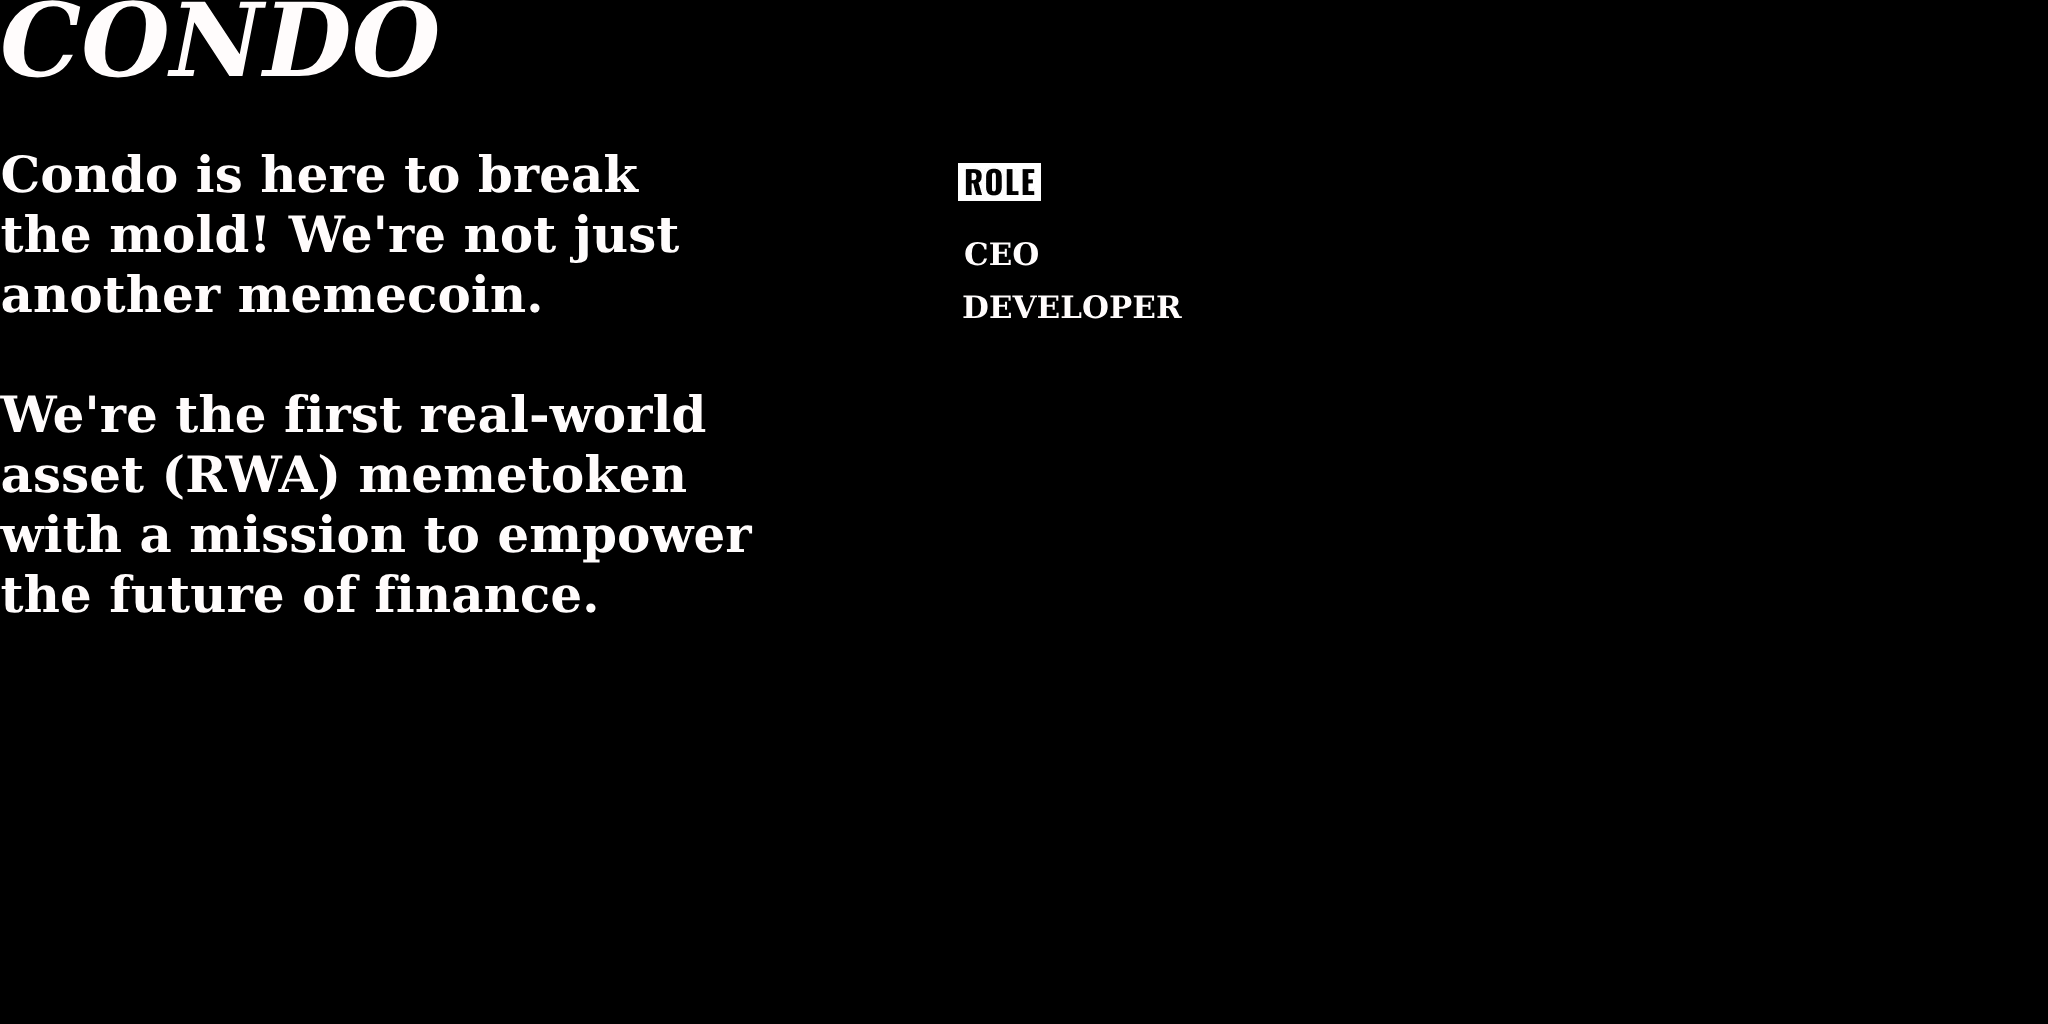 CONDO
Condo is here to break
the mold! We're not just
another memecoin.
We're the first real-world
asset (RWA) memetoken
with a mission to empower
the future of finance.
ROLE
CEO
DEVELOPER